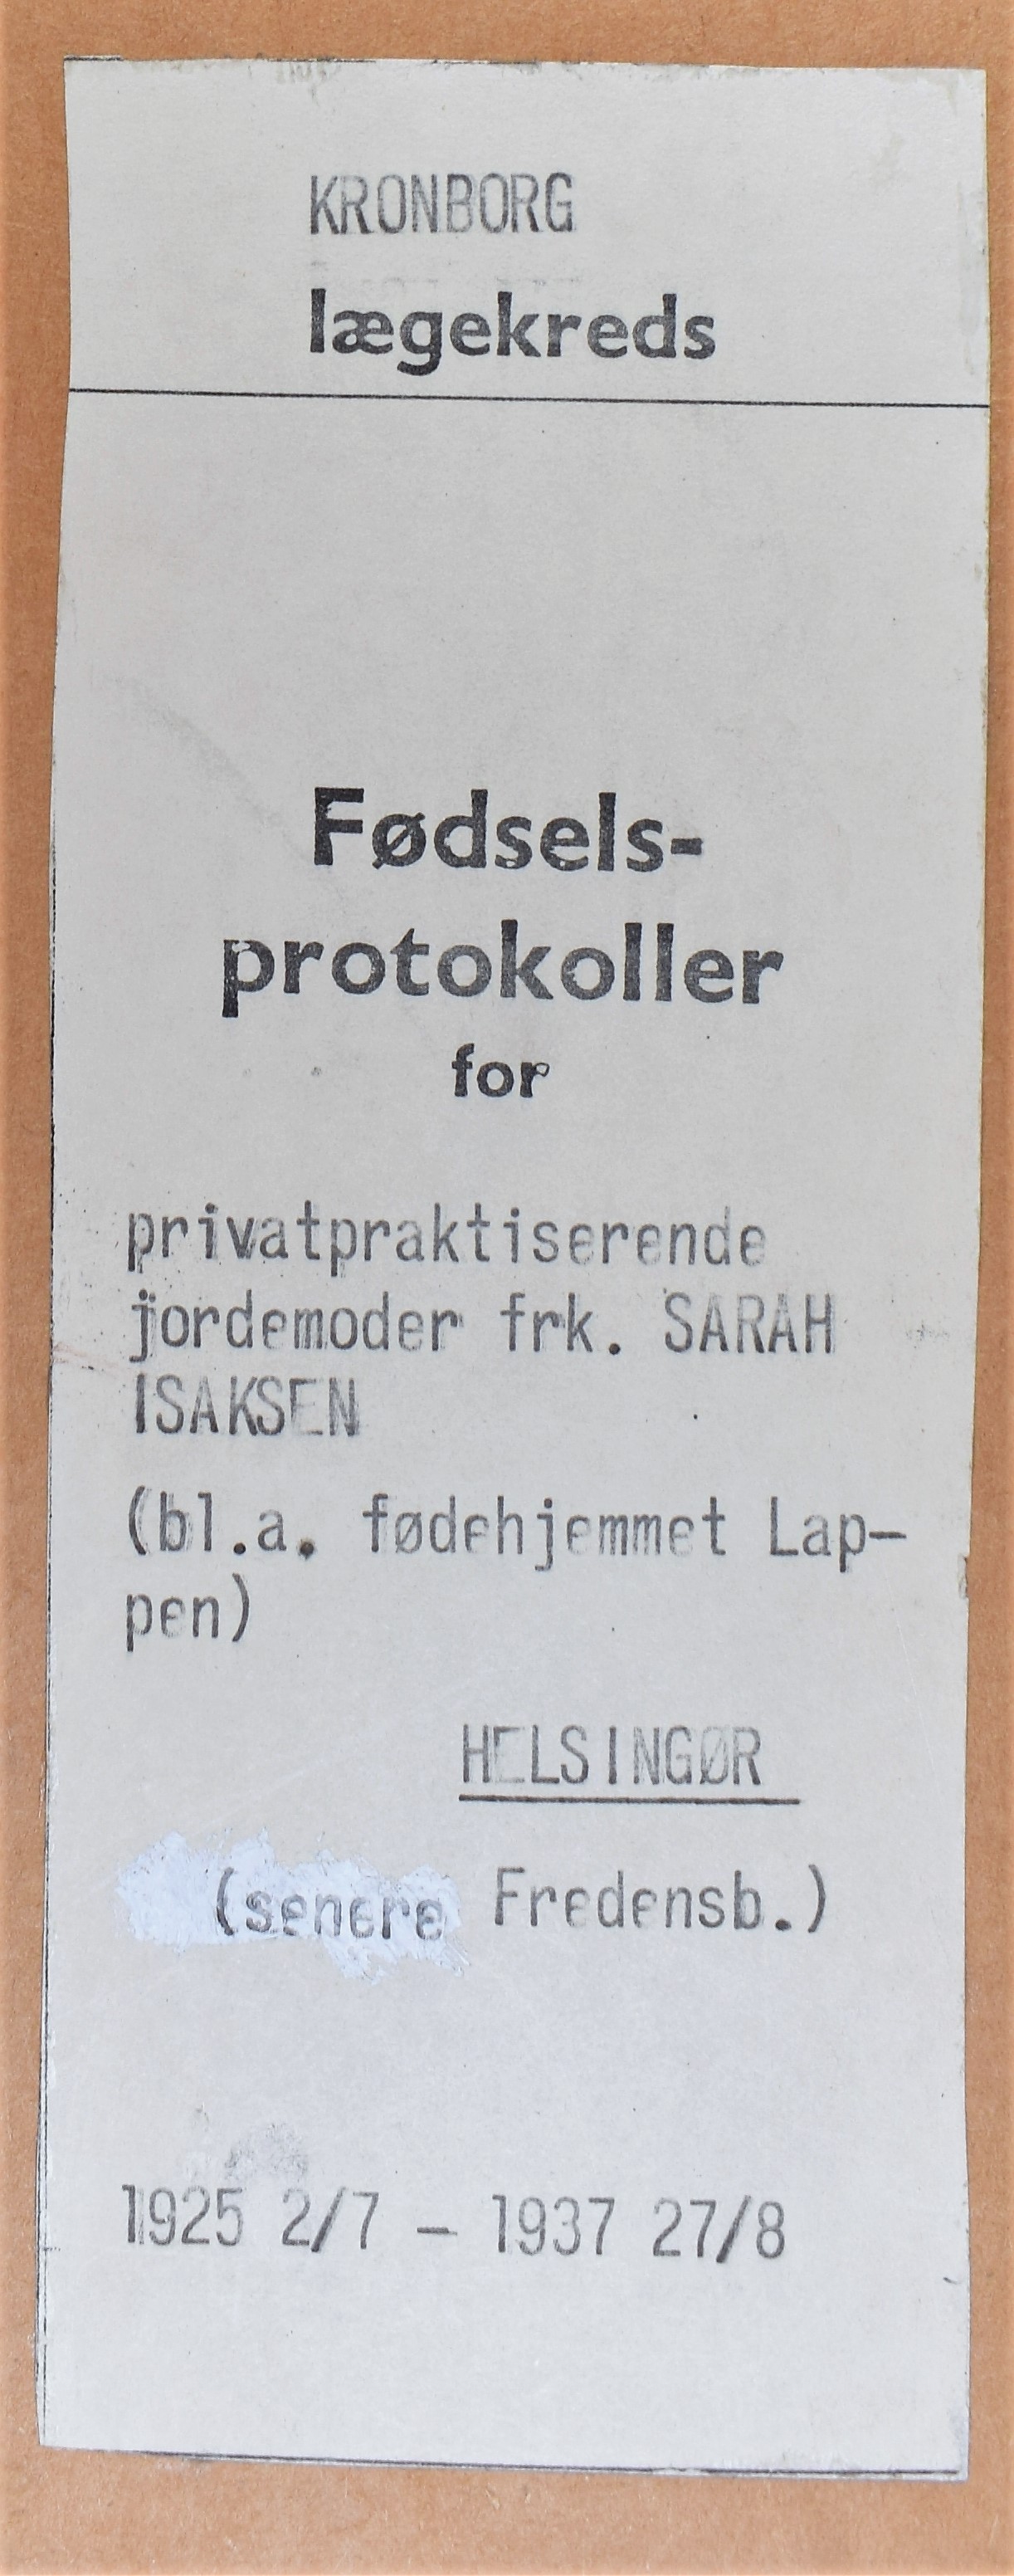 KRONBORG
lægekreds
Fødsels-
protokoller
for
privatpraktiserende
jordemoder frk. SARAH
ISAKSEN
(bl.a. fødehjemmet Lap-
pen)
HELSINGØR
(senere Fredensb.)
1925 2/7 - 1937 27/8